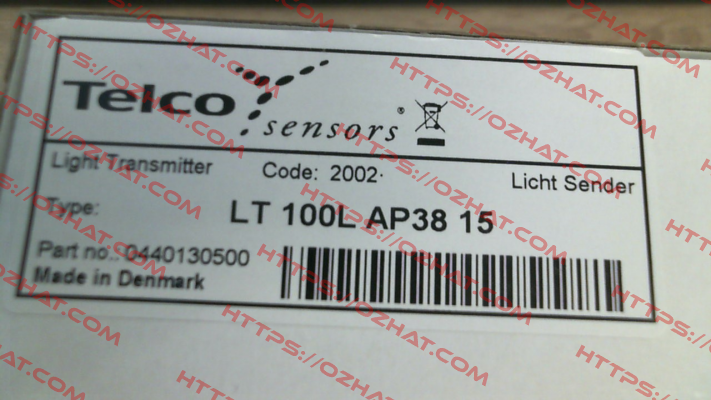 Telco
sensors®
Light Transmitter Code: 2002· Licht Sender
Type: LT 100L AP38 15
Part no.: 0440130500
Made in Denmark
HTTPS://OZHAT.COM